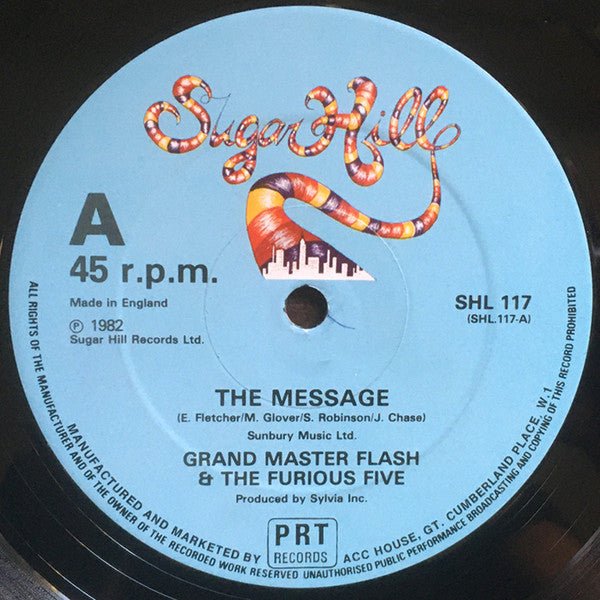 Sugar Hill
A
45 r.p.m.
Made in England
℗ 1982
Sugar Hill Records Ltd.
SHL 117
(SHL.117-A)
THE MESSAGE
(E. Fletcher/M. Glover/S. Robinson/J. Chase)
Sunbury Music Ltd.
GRAND MASTER FLASH
& THE FURIOUS FIVE
Produced by Sylvia Inc.
PRT
RECORDS
MANUFACTURED AND MARKETED BY
ACC HOUSE, GT. CUMBERLAND PLACE, W.1
ALL RIGHTS OF THE MANUFACTURER AND OF THE OWNER OF THE RECORDED WORK RESERVED UNAUTHORISED PUBLIC PERFORMANCE BROADCASTING AND COPYING OF THIS RECORD PROHIBITED